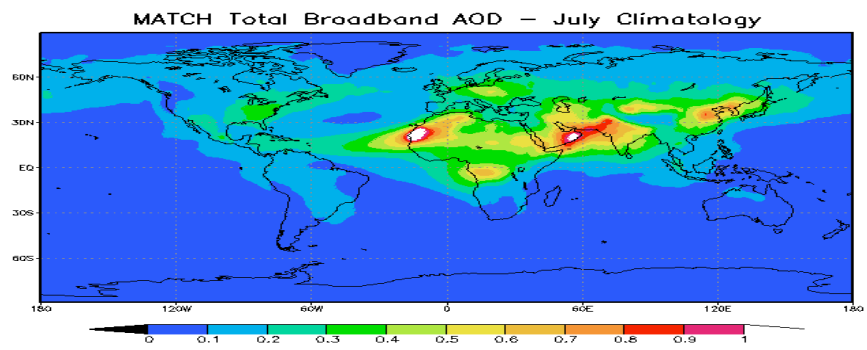 MATCH Total Broadband AOD – July Climatology
60N
30N
EQ
30S
60S
180 120W 60W 0 60E 120E 180
0 0.1 0.2 0.3 0.4 0.5 0.6 0.7 0.8 0.9 1